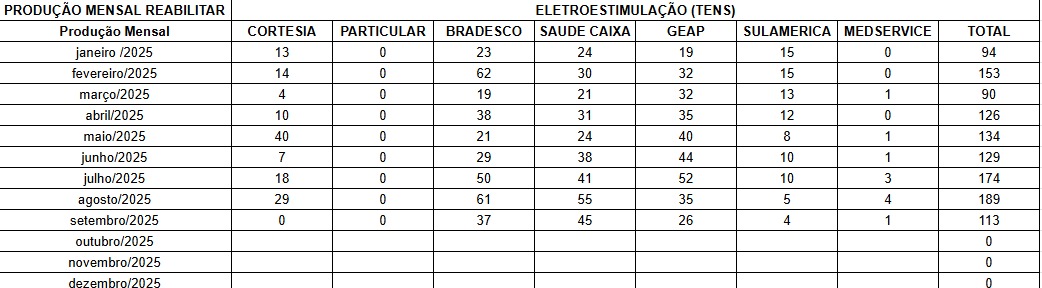 PRODUÇÃO MENSAL REABILITAR ELETROESTIMULAÇÃO (TENS)
Produção Mensal CORTESIA PARTICULAR BRADESCO SAUDE CAIXA GEAP SULAMERICA MEDSERVICE TOTAL
janeiro /2025 13 0 23 24 19 15 0 94
fevereiro/2025 14 0 62 30 32 15 0 153
março/2025 4 0 19 21 32 13 1 90
abril/2025 10 0 38 31 35 12 0 126
maio/2025 40 0 21 24 40 8 1 134
junho/2025 7 0 29 38 44 10 1 129
julho/2025 18 0 50 41 52 10 3 174
agosto/2025 29 0 61 55 35 5 4 189
setembro/2025 0 0 37 45 26 4 1 113
outubro/2025 0
novembro/2025 0
dezembro/2025 0